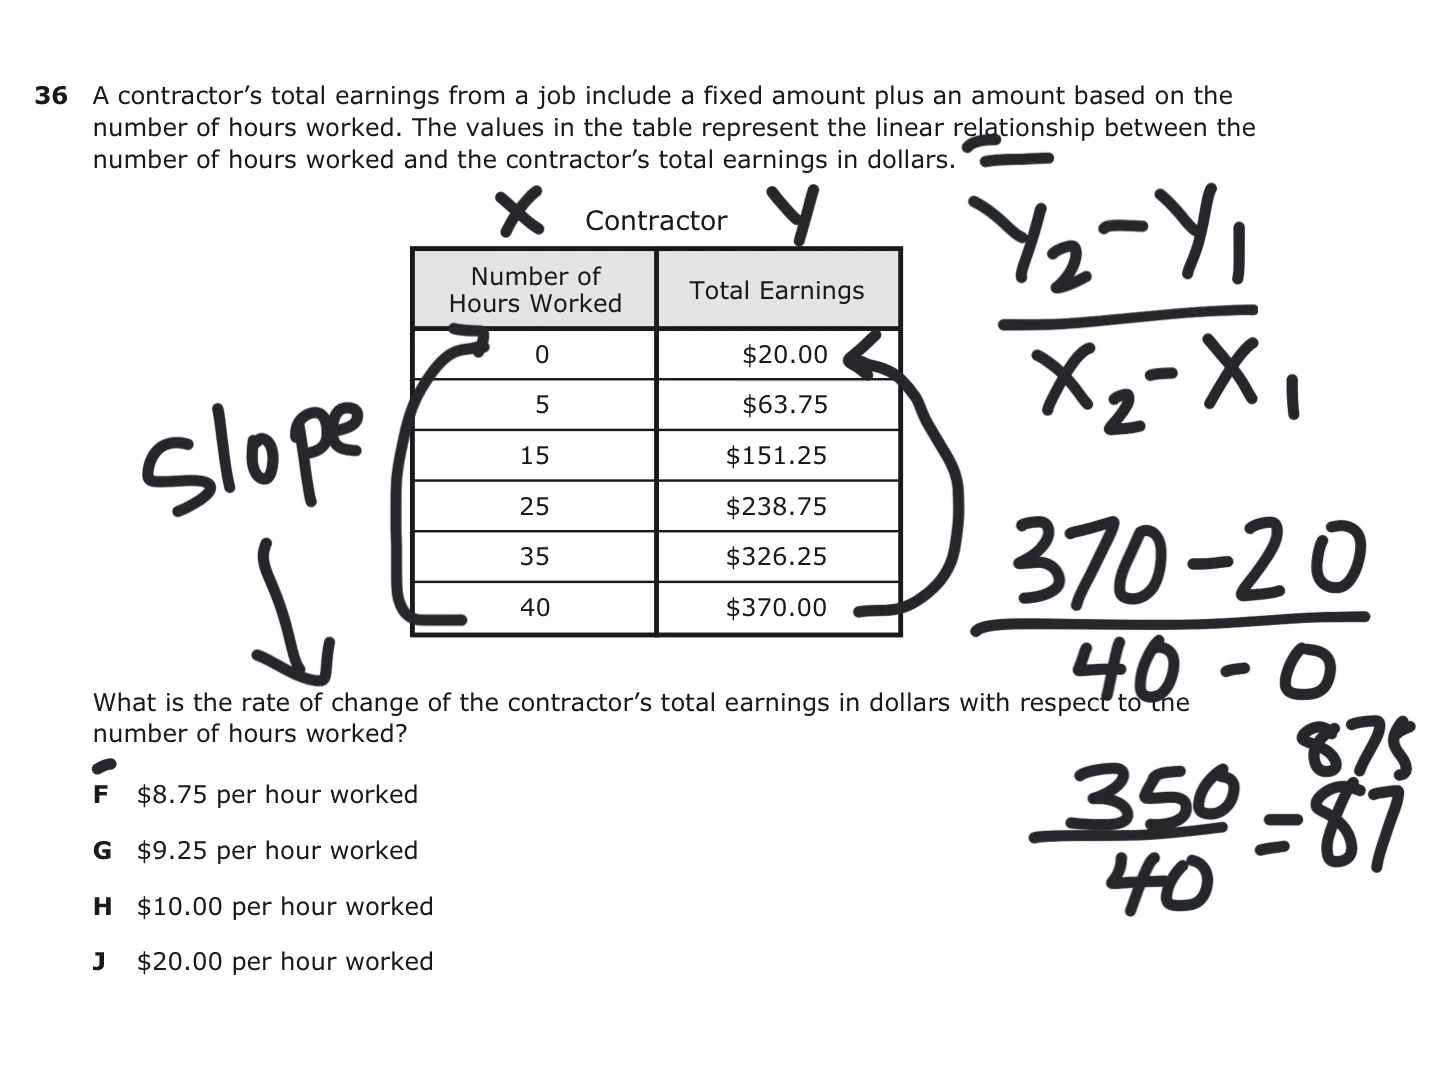 36 A contractor’s total earnings from a job include a fixed amount plus an amount based on the
number of hours worked. The values in the table represent the linear relationship between the
number of hours worked and the contractor’s total earnings in dollars.
X Contractor Y
Number of Hours Worked Total Earnings
0 $20.00
5 $63.75
15 $151.25
25 $238.75
35 $326.25
40 $370.00
slope
Y2 - Y1
X2 - X1
370 - 20
40 - 0
What is the rate of change of the contractor’s total earnings in dollars with respect to the
number of hours worked?
875
350 = 87
40
F $8.75 per hour worked
G $9.25 per hour worked
H $10.00 per hour worked
J $20.00 per hour worked